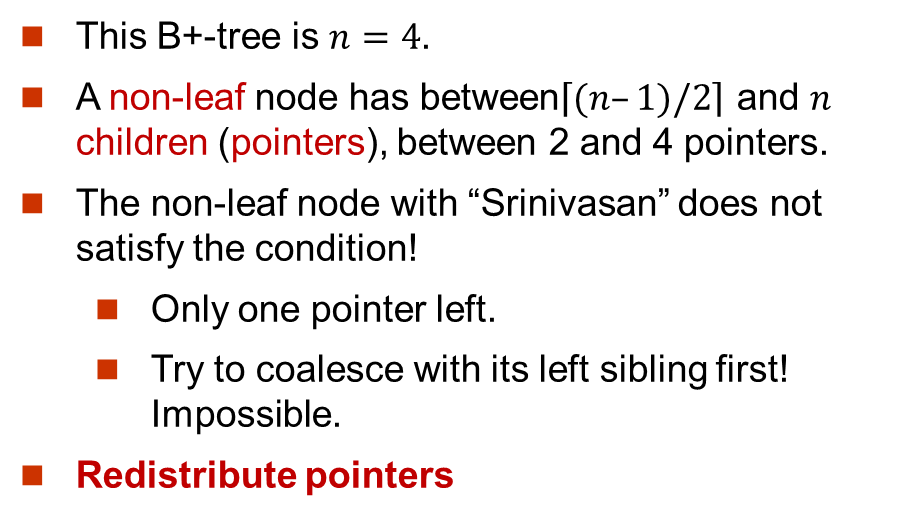 This B+-tree is n = 4.
A non-leaf node has between⌈(n– 1)/2⌉ and n
children (pointers), between 2 and 4 pointers.
The non-leaf node with “Srinivasan” does not
satisfy the condition!
Only one pointer left.
Try to coalesce with its left sibling first!
Impossible.
Redistribute pointers